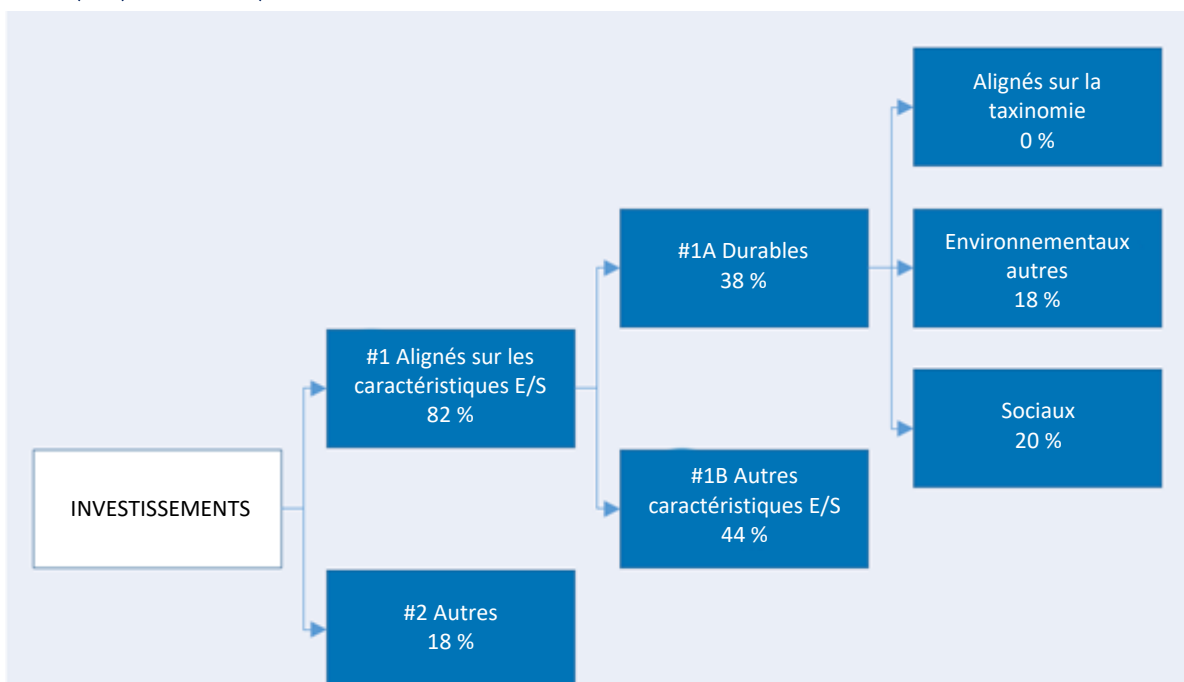 Alignés sur la
taxinomie
0 %
#1A Durables
38 %
Environnementaux
autres
18 %
#1 Alignés sur les
caractéristiques E/S
82 %
Sociaux
20 %
#1B Autres
caractéristiques E/S
44 %
INVESTISSEMENTS
#2 Autres
18 %